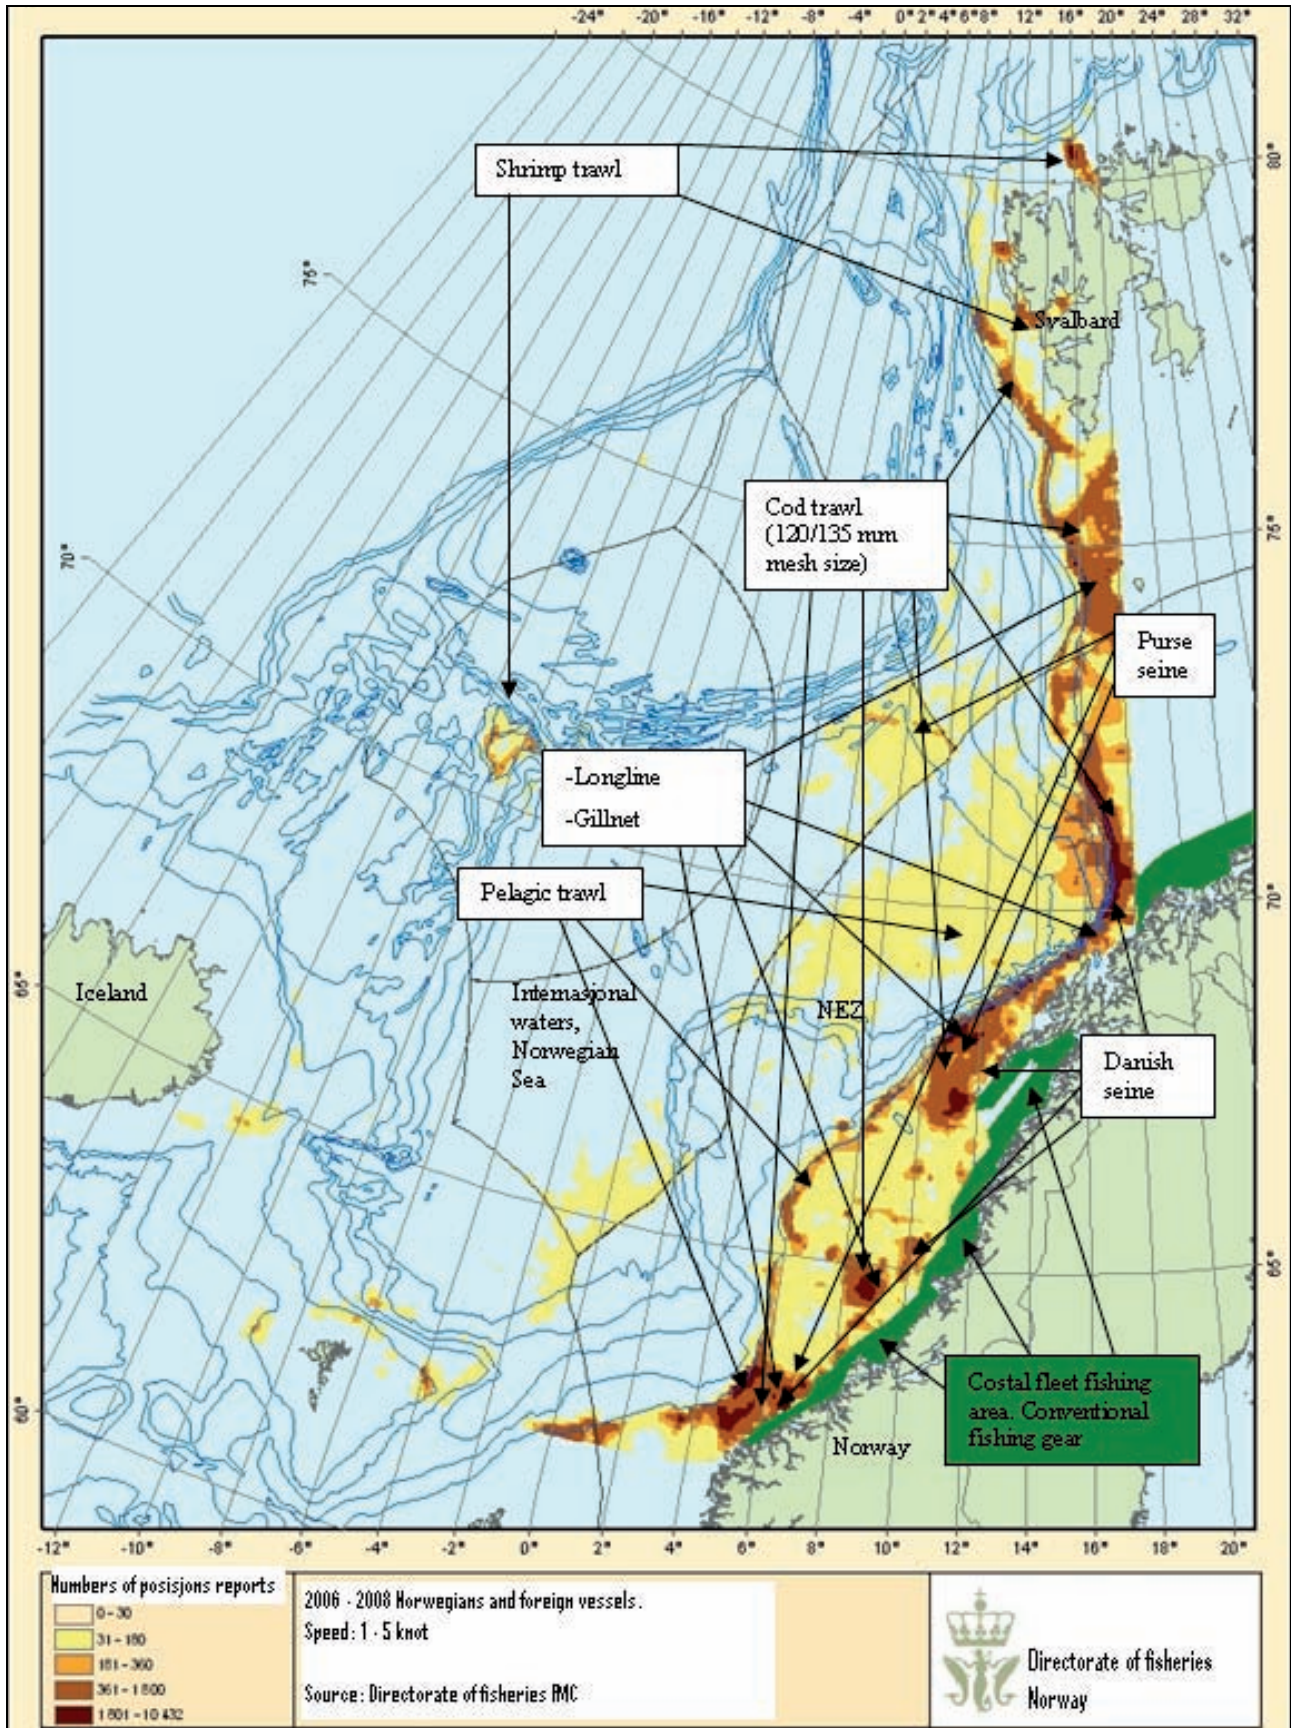 -24° -20° -16° -12° -8° -4° 0° 2° 4° 6° 8° 12° 16° 20° 24° 28° 32°
80°
Shrimp trawl
75°
Svalbard
Cod trawl
(120/135 mm
mesh size)
75°
70°
Purse
seine
-Longline
-Gillnet
Pelagic trawl
70°
65°
Iceland
Internasjonal
waters,
Norwegian
Sea
NEZ
Danish
seine
65°
Costal fleet fishing
area. Conventional
fishing gear
60°
Norway
-12° -10° -8° -6° -4° -2° 0° 2° 4° 6° 8° 10° 12° 14° 16° 18° 20°
Numbers of posisjons reports
0 - 30
31 - 180
181 - 360
361 - 1 800
1 801 - 10 432
2006 - 2008 Norwegians and foreign vessels.
Speed: 1 - 5 knot
Source: Directorate of fisheries FMC
Directorate of fisheries
Norway